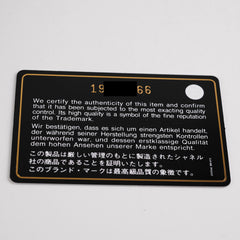 19 66
We certify the authenticity of this item and confirm
that it has been subjected to the most exacting quality
control. Its high quality is a symbol of the fine reputation
of the Trademark.
Wir bestätigen, dass es sich um einen Artikel handelt,
der während seiner Herstellung strengsten Kontrollen
unterworfen war, und dessen erstklassige Qualität
dem hohen Ansehen unserer Marke entspricht.
この製品は厳しい管理のもとに製造されたシャネル
社の商品であることを証明いたします。
このブランド・マークは最高級品質の象徴です。